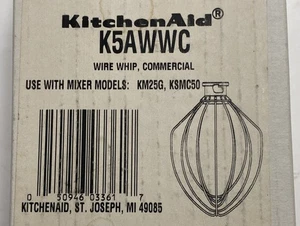 KitchenAid®
K5AWWC
WIRE WHIP, COMMERCIAL
USE WITH MIXER MODELS: KM25G, KSMC50
0 50946 03361 7
KITCHENAID, ST. JOSEPH, MI 49085